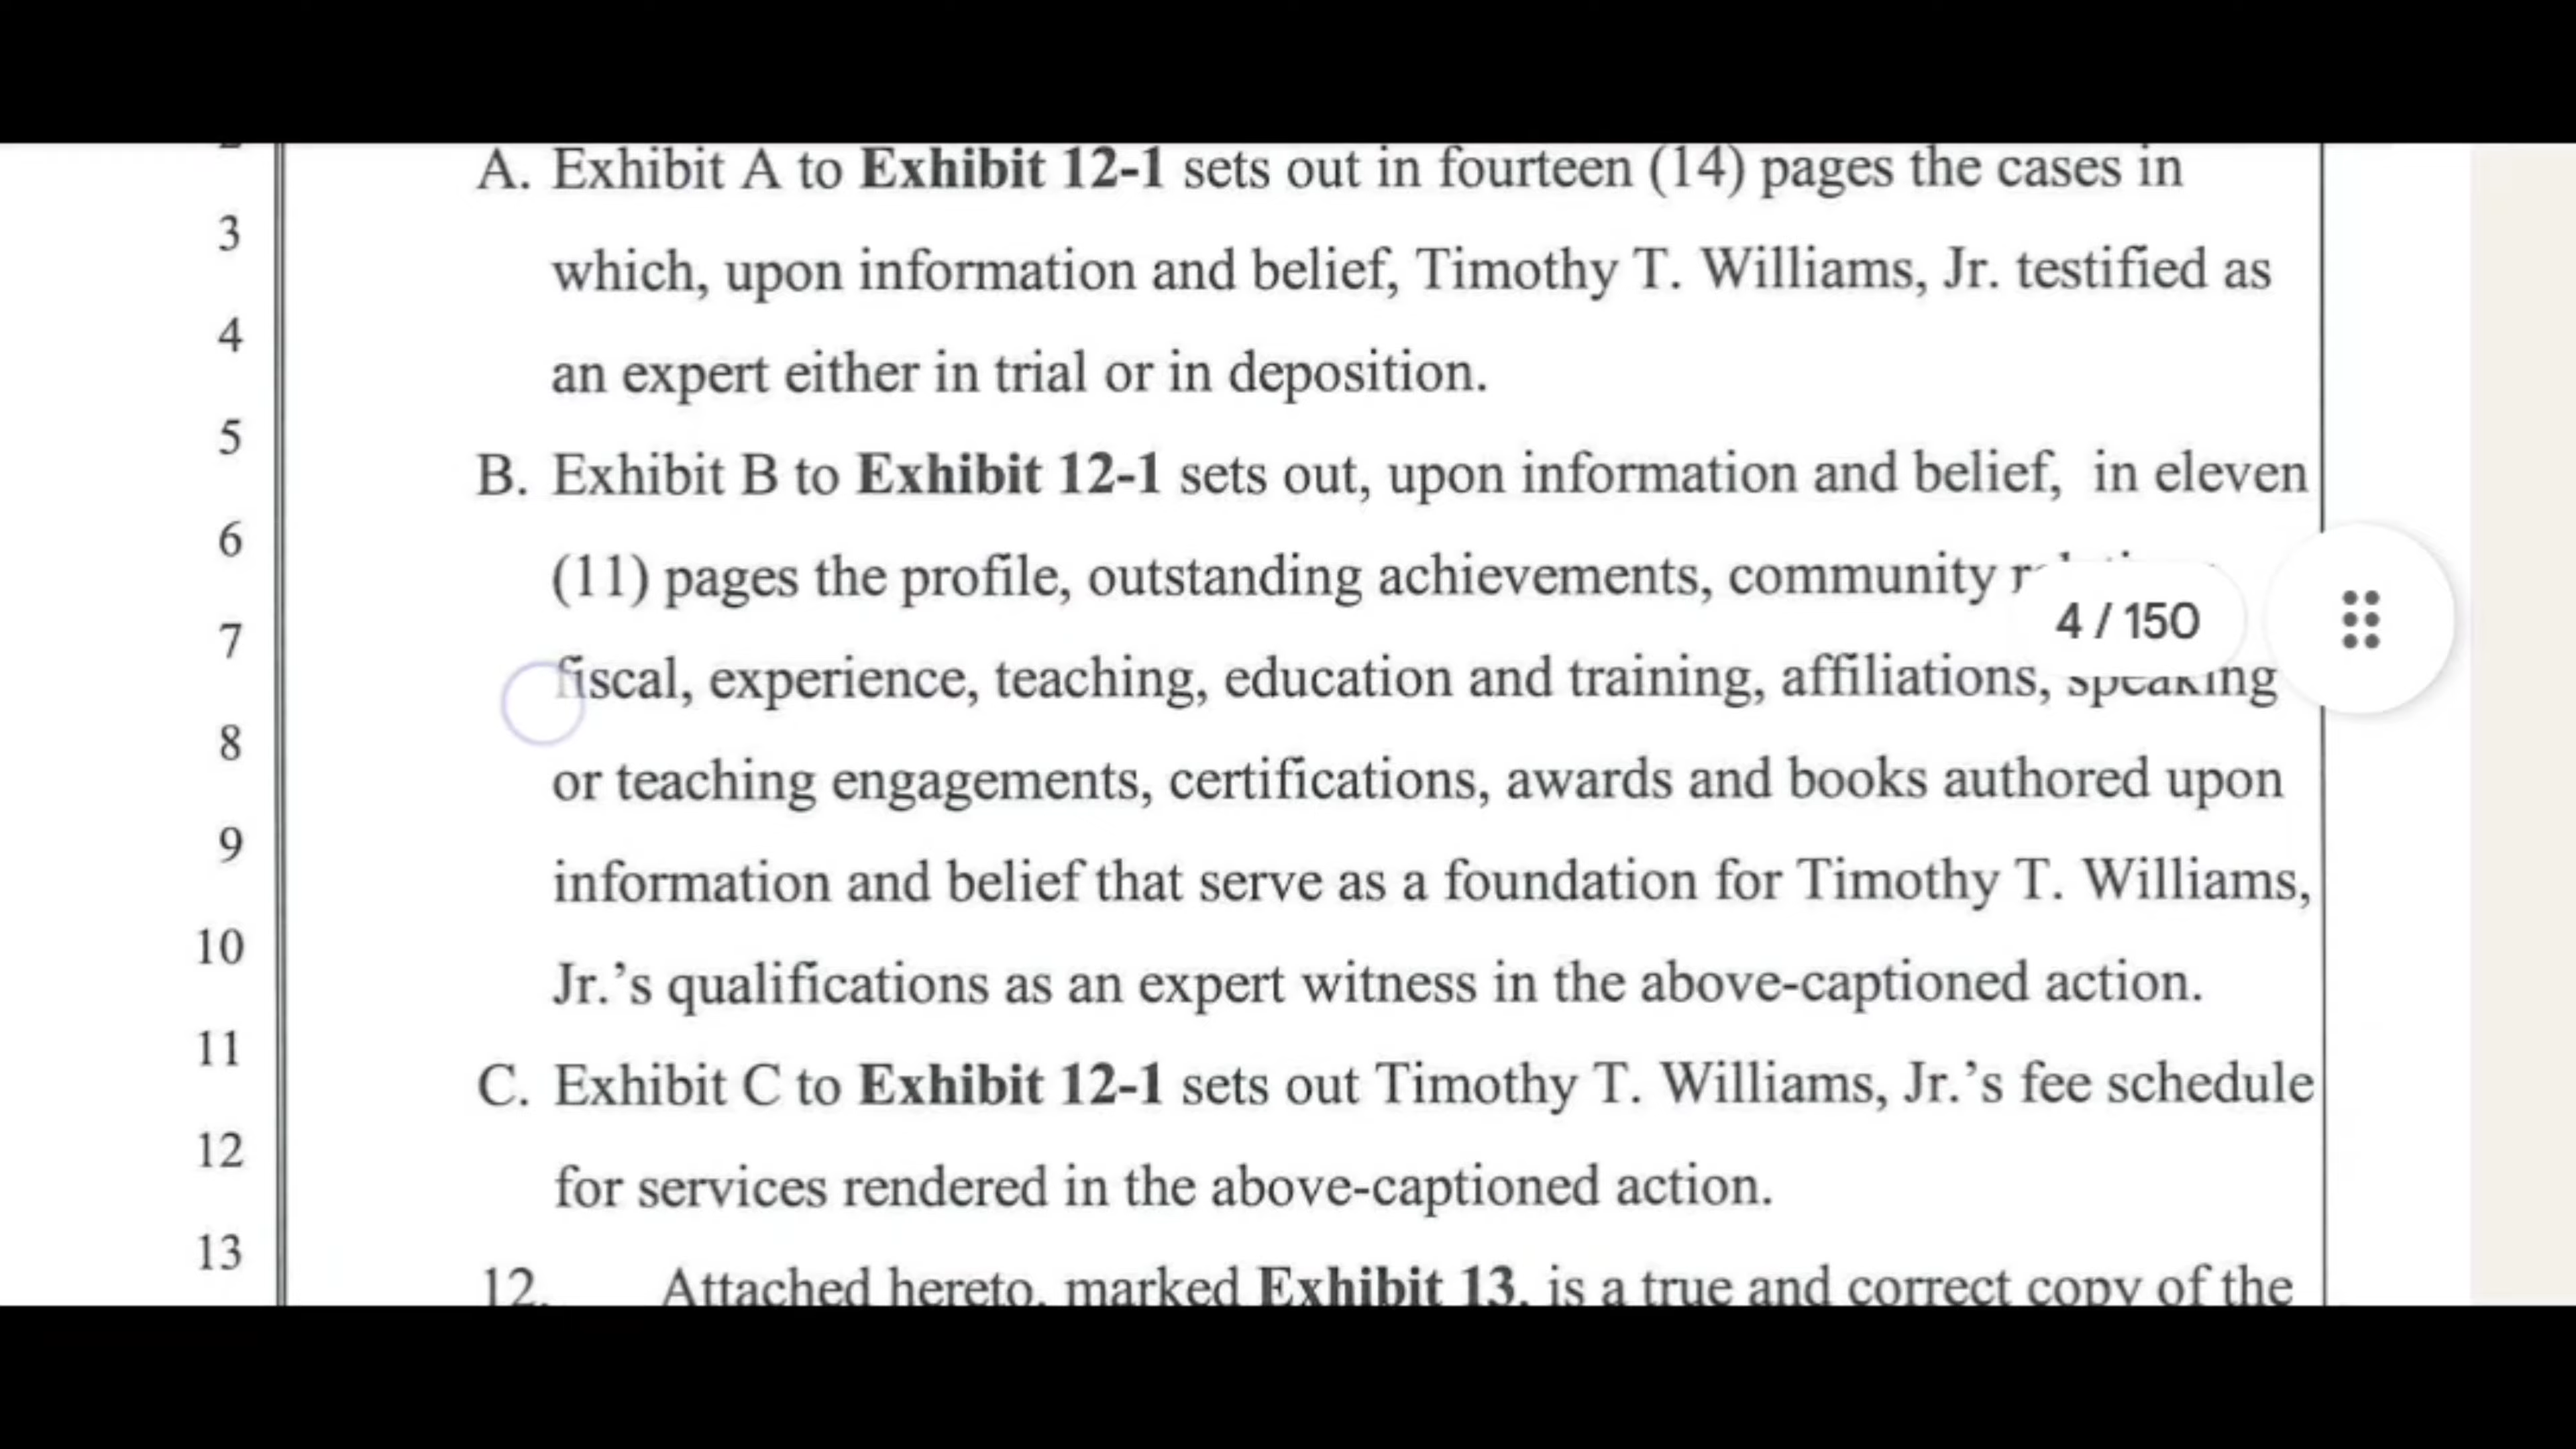 A. Exhibit A to Exhibit 12-1 sets out in fourteen (14) pages the cases in
3
which, upon information and belief, Timothy T. Williams, Jr. testified as
4
an expert either in trial or in deposition.
5
B. Exhibit B to Exhibit 12-1 sets out, upon information and belief, in eleven
6
(11) pages the profile, outstanding achievements, community
4 / 150
7
fiscal, experience, teaching, education and training, affiliations, speaking
8
or teaching engagements, certifications, awards and books authored upon
9
information and belief that serve as a foundation for Timothy T. Williams,
10
Jr.'s qualifications as an expert witness in the above-captioned action.
11
C. Exhibit C to Exhibit 12-1 sets out Timothy T. Williams, Jr.'s fee schedule
12
for services rendered in the above-captioned action.
13
12. Attached hereto, marked Exhibit 13, is a true and correct copy of the